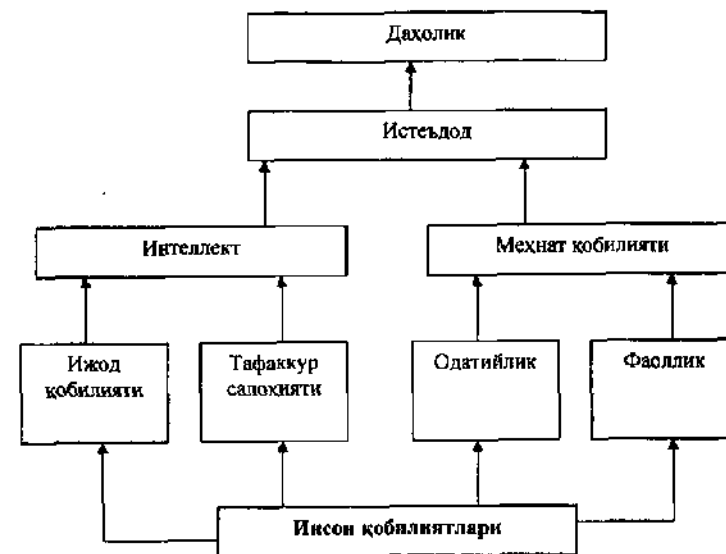 Даҳолик
Истеъдод
Интеллект
Меҳнат қобилияти
Ижод
қобилияти
Тафаккур
салоҳияти
Одатийлик
Фаоллик
Инсон қобилиятлари